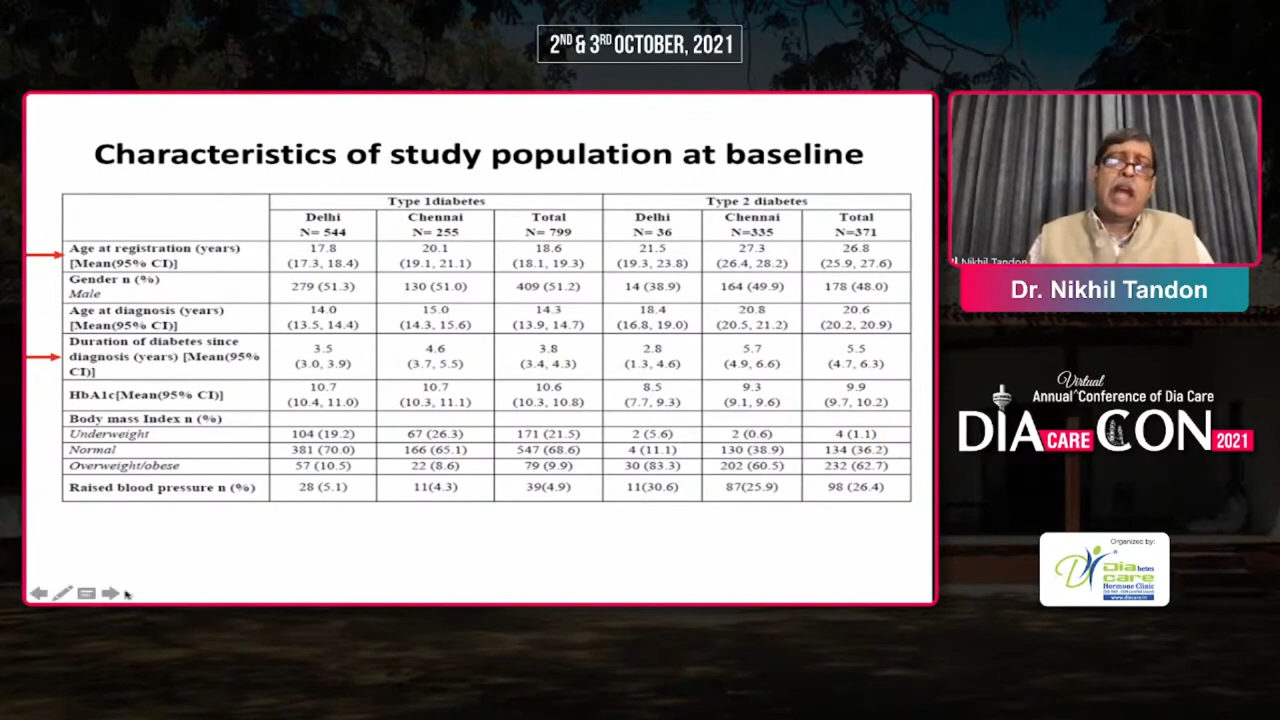 2ND & 3RD OCTOBER, 2021
Characteristics of study population at baseline
Type 1diabetes Type 2 diabetes
Delhi N= 544 Chennai N= 255 Total N= 799 Delhi N= 36 Chennai N=335 Total N=371
Age at registration (years) [Mean(95% CI)] 17.8 (17.3, 18.4) 20.1 (19.1, 21.1) 18.6 (18.1, 19.3) 21.5 (19.3, 23.8) 27.3 (26.4, 28.2) 26.8 (25.9, 27.6)
Gender n (%) Male 279 (51.3) 130 (51.0) 409 (51.2) 14 (38.9) 164 (49.9) 178 (48.0)
Age at diagnosis (years) [Mean(95% CI)] 14.0 (13.5, 14.4) 15.0 (14.3, 15.6) 14.3 (13.9, 14.7) 18.4 (16.8, 19.0) 20.8 (20.5, 21.2) 20.6 (20.2, 20.9)
Duration of diabetes since diagnosis (years) [Mean(95% CI)] 3.5 (3.0, 3.9) 4.6 (3.7, 5.5) 3.8 (3.4, 4.3) 2.8 (1.3, 4.6) 5.7 (4.9, 6.6) 5.5 (4.7, 6.3)
HbA1c[Mean(95% CI)] 10.7 (10.4, 11.0) 10.7 (10.3, 11.1) 10.6 (10.3, 10.8) 8.5 (7.7, 9.3) 9.3 (9.1, 9.6) 9.9 (9.7, 10.2)
Body mass Index n (%)
Underweight 104 (19.2) 67 (26.3) 171 (21.5) 2 (5.6) 2 (0.6) 4 (1.1)
Normal 381 (70.0) 166 (65.1) 547 (68.6) 4 (11.1) 130 (38.9) 134 (36.2)
Overweight/obese 57 (10.5) 22 (8.6) 79 (9.9) 30 (83.3) 202 (60.5) 232 (62.7)
Raised blood pressure n (%) 28 (5.1) 11(4.3) 39(4.9) 11(30.6) 87(25.9) 98 (26.4)
Nikhil Tandon
Dr. Nikhil Tandon
Virtual
Annual ^ Conference of Dia Care
DIA CARE CON 2021
Organized by:
Diabetes
care
Hormone Clinic
www.diacare.in